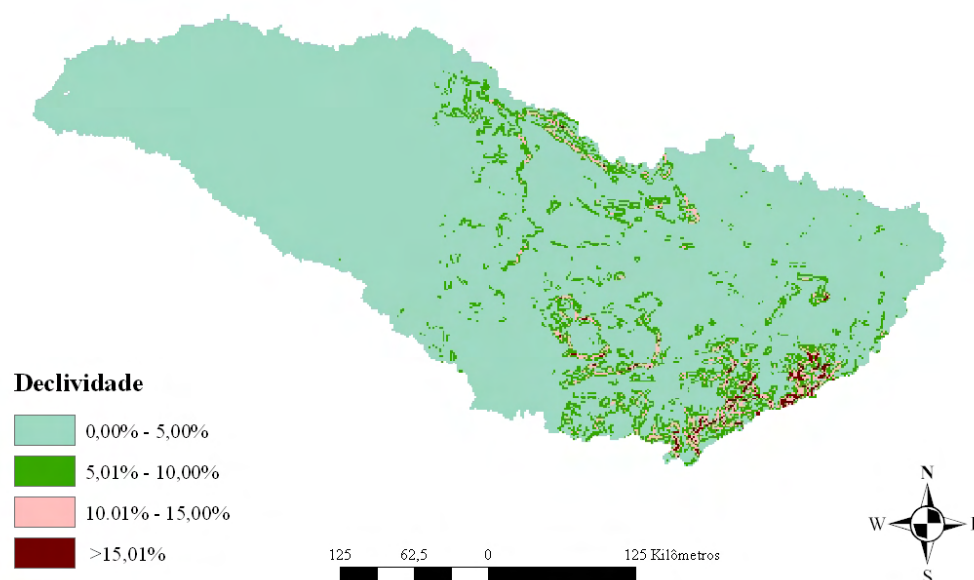 Declividade
0,00% - 5,00%
5,01% - 10,00%
10.01% - 15,00%
>15,01%
125 62,5 0 125 Kilômetros
N
W
S